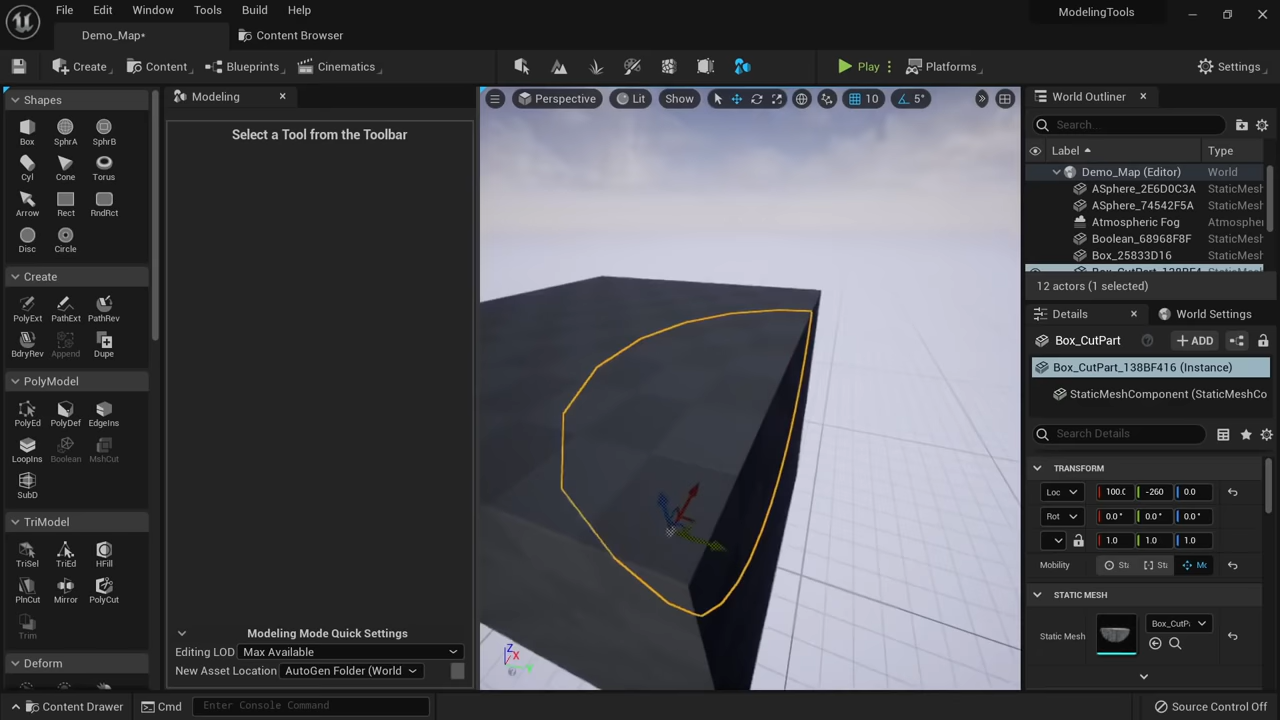 File Edit Window Tools Build Help
ModelingTools
Demo_Map*
Content Browser
Create
Content
Blueprints
Cinematics
Play
Platforms
Settings
Shapes
Box SphrA SphrB
Cyl Cone Torus
Arrow Rect RndRct
Disc Circle
Create
PolyExt PathExt PathRev
BdryRev Append Dupe
PolyModel
PolyEd PolyDef EdgeIns
LoopIns Boolean MshCut
SubD
TriModel
TriSel TriEd HFill
PlnCut Mirror PolyCut
Trim
Deform
Modeling
Select a Tool from the Toolbar
Modeling Mode Quick Settings
Editing LOD Max Available
New Asset Location AutoGen Folder (World
Perspective Lit Show 10 5°
Z X Y
World Outliner
Search...
Label Type
Demo_Map (Editor) World
ASphere_2E6D0C3A StaticMesh
ASphere_74542F5A StaticMesh
Atmospheric Fog Atmosphe
Boolean_68968F8F StaticMesh
Box_25833D16 StaticMesh
12 actors (1 selected)
Details
World Settings
Box_CutPart
+ ADD
Box_CutPart_138BF416 (Instance)
StaticMeshComponent (StaticMeshCo
Search Details
TRANSFORM
Loc 100.0 -260 0.0
Rot 0.0° 0.0° 0.0°
1.0 1.0 1.0
Mobility St St Mo
STATIC MESH
Static Mesh
Box_CutP
Content Drawer
Cmd
Enter Console Command
Source Control Off